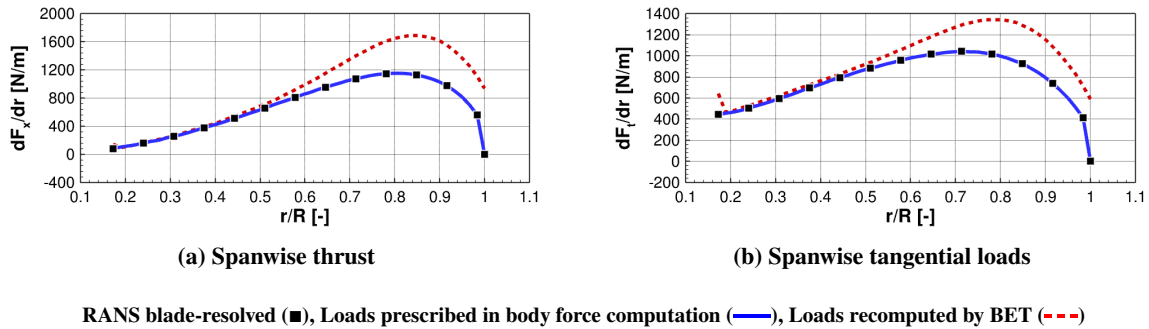 2000
1600
1200
800
400
0
-400
dFx/dr [N/m]
0.1 0.2 0.3 0.4 0.5 0.6 0.7 0.8 0.9 1 1.1
r/R [-]
(a) Spanwise thrust
1400
1200
1000
800
600
400
200
0
-200
dFt/dr [N/m]
0.1 0.2 0.3 0.4 0.5 0.6 0.7 0.8 0.9 1 1.1
r/R [-]
(b) Spanwise tangential loads
RANS blade-resolved (■), Loads prescribed in body force computation (——), Loads recomputed by BET (---)